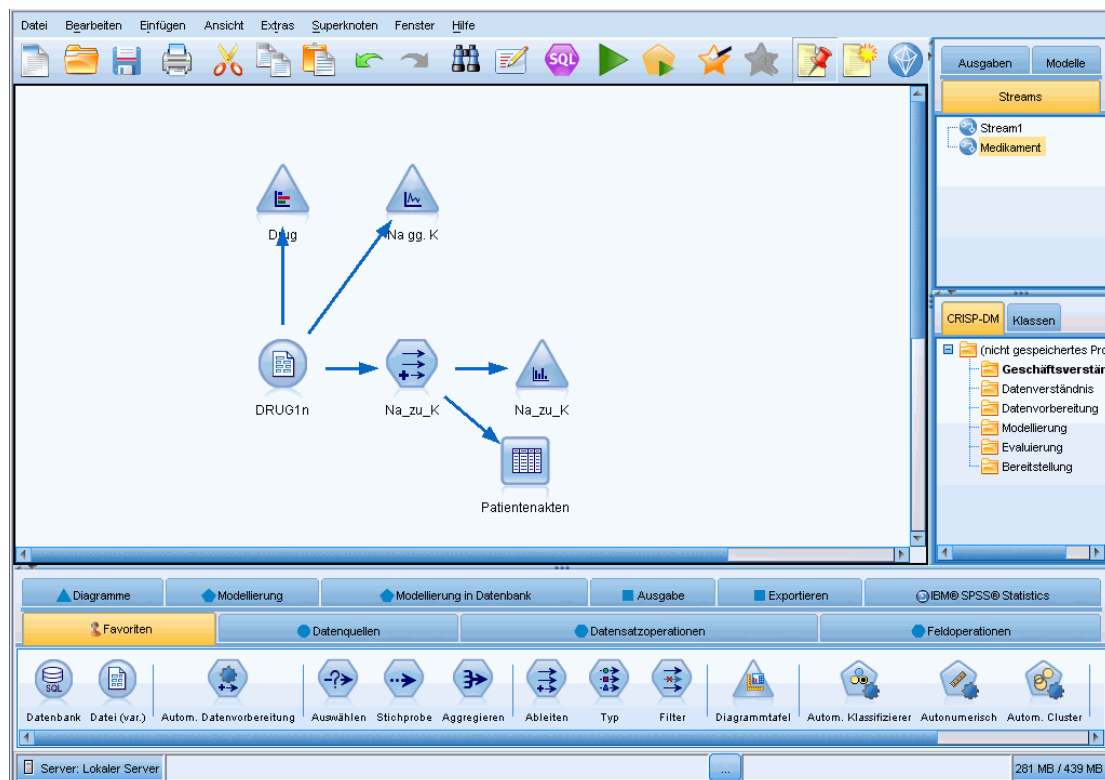 Datei Bearbeiten Einfügen Ansicht Extras Superknoten Fenster Hilfe
SQL
Ausgaben Modelle
Streams
Stream1
Medikament
Drug Na gg. K
DRUG1n Na_zu_K Na_zu_K
Patientenakten
CRISP-DM Klassen
(nicht gespeichertes Pro
Geschäftsverstän
Datenverständnis
Datenvorbereitung
Modellierung
Evaluierung
Bereitstellung
Diagramme Modellierung Modellierung in Datenbank Ausgabe Exportieren IBM® SPSS® Statistics
Favoriten Datenquellen Datensatzoperationen Feldoperationen
SQL
Datenbank Datei (var.) Autom. Datenvorbereitung Auswählen Stichprobe Aggregieren Ableiten Typ Filter Diagrammtafel Autom. Klassifizierer Autonumerisch Autom. Cluster
Server: Lokaler Server ... 281 MB / 439 MB